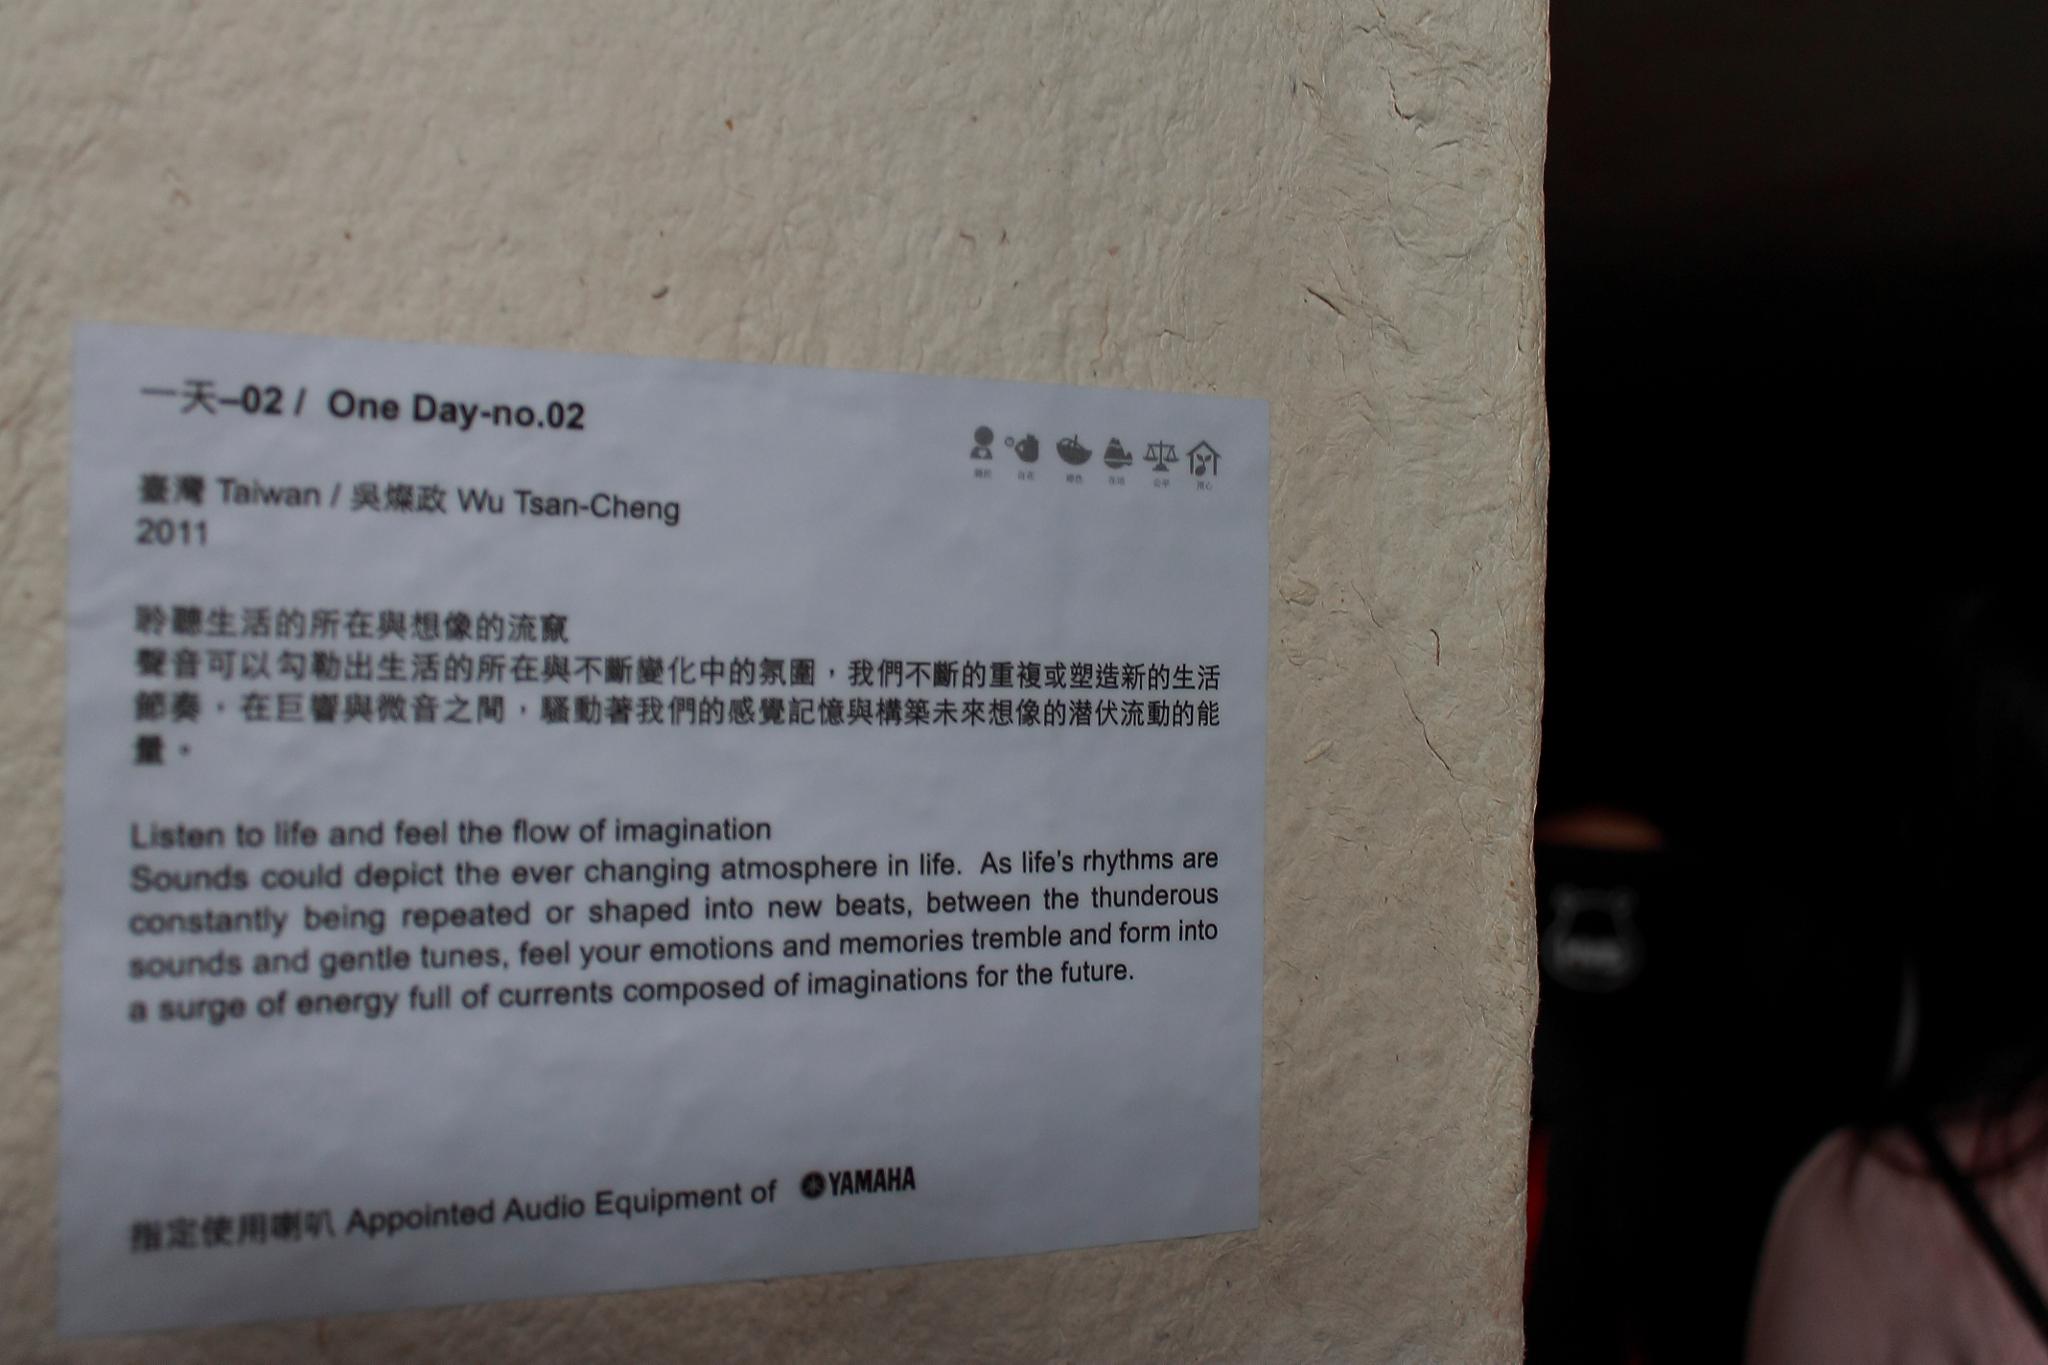 一天–02 / One Day-no.02
臺灣 Taiwan / 吳燦政 Wu Tsan-Cheng
2011
聆聽生活的所在與想像的流竄
聲音可以勾勒出生活的所在與不斷變化中的氛圍，我們不斷的重複或塑造新的生活
節奏，在巨響與微音之間，騷動著我們的感覺記憶與構築未來想像的潛伏流動的能
量。
Listen to life and feel the flow of imagination
Sounds could depict the ever changing atmosphere in life. As life's rhythms are
constantly being repeated or shaped into new beats, between the thunderous
sounds and gentle tunes, feel your emotions and memories tremble and form into
a surge of energy full of currents composed of imaginations for the future.
指定使用喇叭 Appointed Audio Equipment of YAMAHA